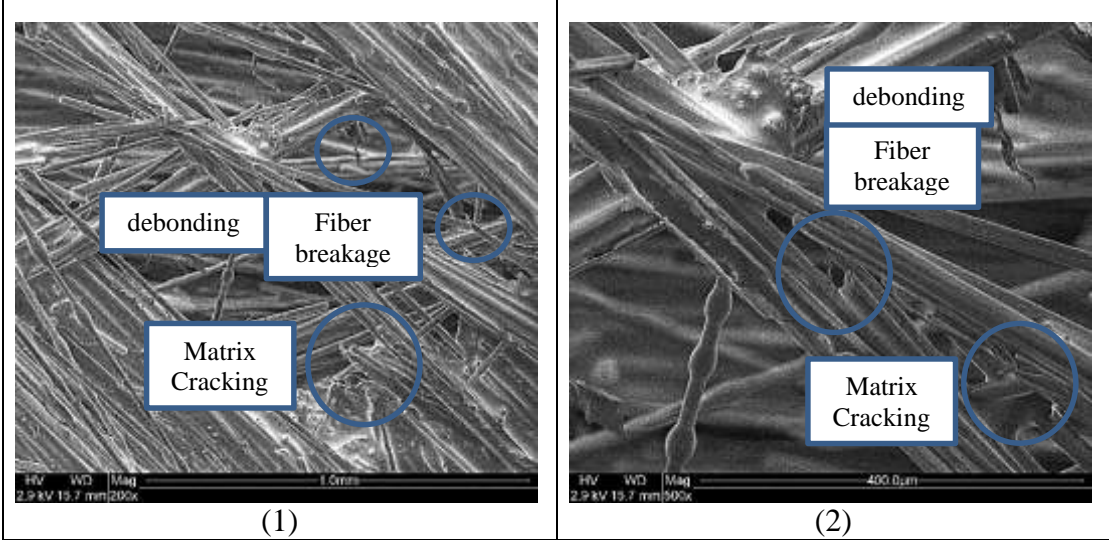 debonding
Fiber
breakage
Matrix
Cracking
HV WD Mag 1.0mm
2.9 kV 15.7 mm 200x
(1)
debonding
Fiber
breakage
Matrix
Cracking
HV WD Mag 400.0μm
2.9 kV 15.7 mm 500x
(2)